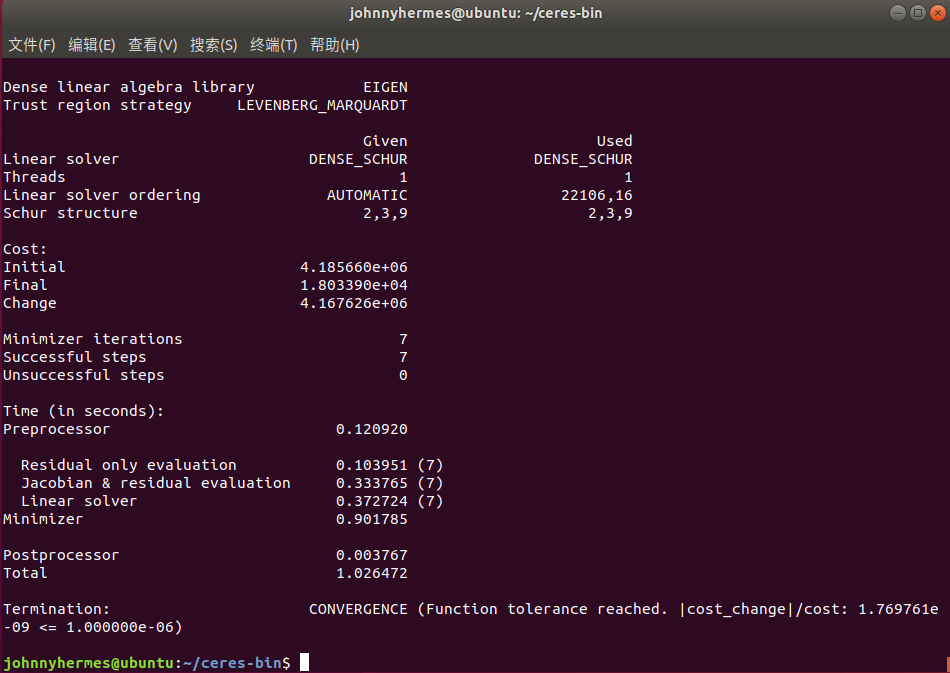 johnnyhermes@ubuntu: ~/ceres-bin
文件(F) 编辑(E) 查看(V) 搜索(S) 终端(T) 帮助(H)
Dense linear algebra library EIGEN
Trust region strategy LEVENBERG_MARQUARDT
Given Used
Linear solver DENSE_SCHUR DENSE_SCHUR
Threads 1 1
Linear solver ordering AUTOMATIC 22106,16
Schur structure 2,3,9 2,3,9
Cost:
Initial 4.185660e+06
Final 1.803390e+04
Change 4.167626e+06
Minimizer iterations 7
Successful steps 7
Unsuccessful steps 0
Time (in seconds):
Preprocessor 0.120920
Residual only evaluation 0.103951 (7)
Jacobian & residual evaluation 0.333765 (7)
Linear solver 0.372724 (7)
Minimizer 0.901785
Postprocessor 0.003767
Total 1.026472
Termination: CONVERGENCE (Function tolerance reached. |cost_change|/cost: 1.769761e
-09 <= 1.000000e-06)
johnnyhermes@ubuntu:~/ceres-bin$